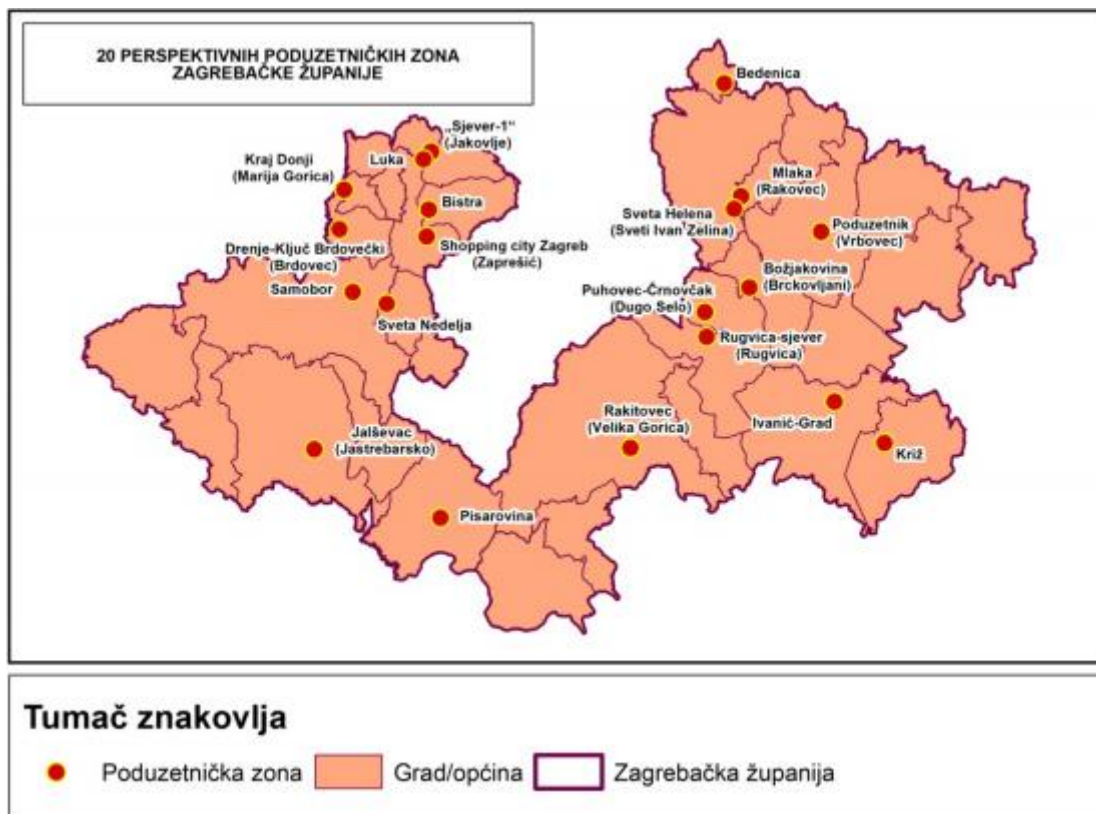 20 PERSPEKTIVNIH PODUZETNIČKIH ZONA
ZAGREBAČKE ŽUPANIJE
Bedenica
„Sjever-1“
(Jakovlje)
Luka
Kraj Donji
(Marija Gorica)
Mlaka
(Rakovec)
Bistra
Sveta Helena
(Sveti Ivan Zelina)
Poduzetnik
(Vrbovec)
Drenje-Ključ Brdovečki
(Brdovec)
Shopping city Zagreb
(Zaprešić)
Božjakovina
(Brckovljani)
Samobor
Puhovec-Črnovčak
(Dugo Selo)
Sveta Nedelja
Rugvica-sjever
(Rugvica)
Rakitovec
(Velika Gorica)
Ivanić-Grad
Jalševac
(Jastrebarsko)
Križ
Pisarovina
Tumač znakovlja
Poduzetnička zona
Grad/općina
Zagrebačka županija